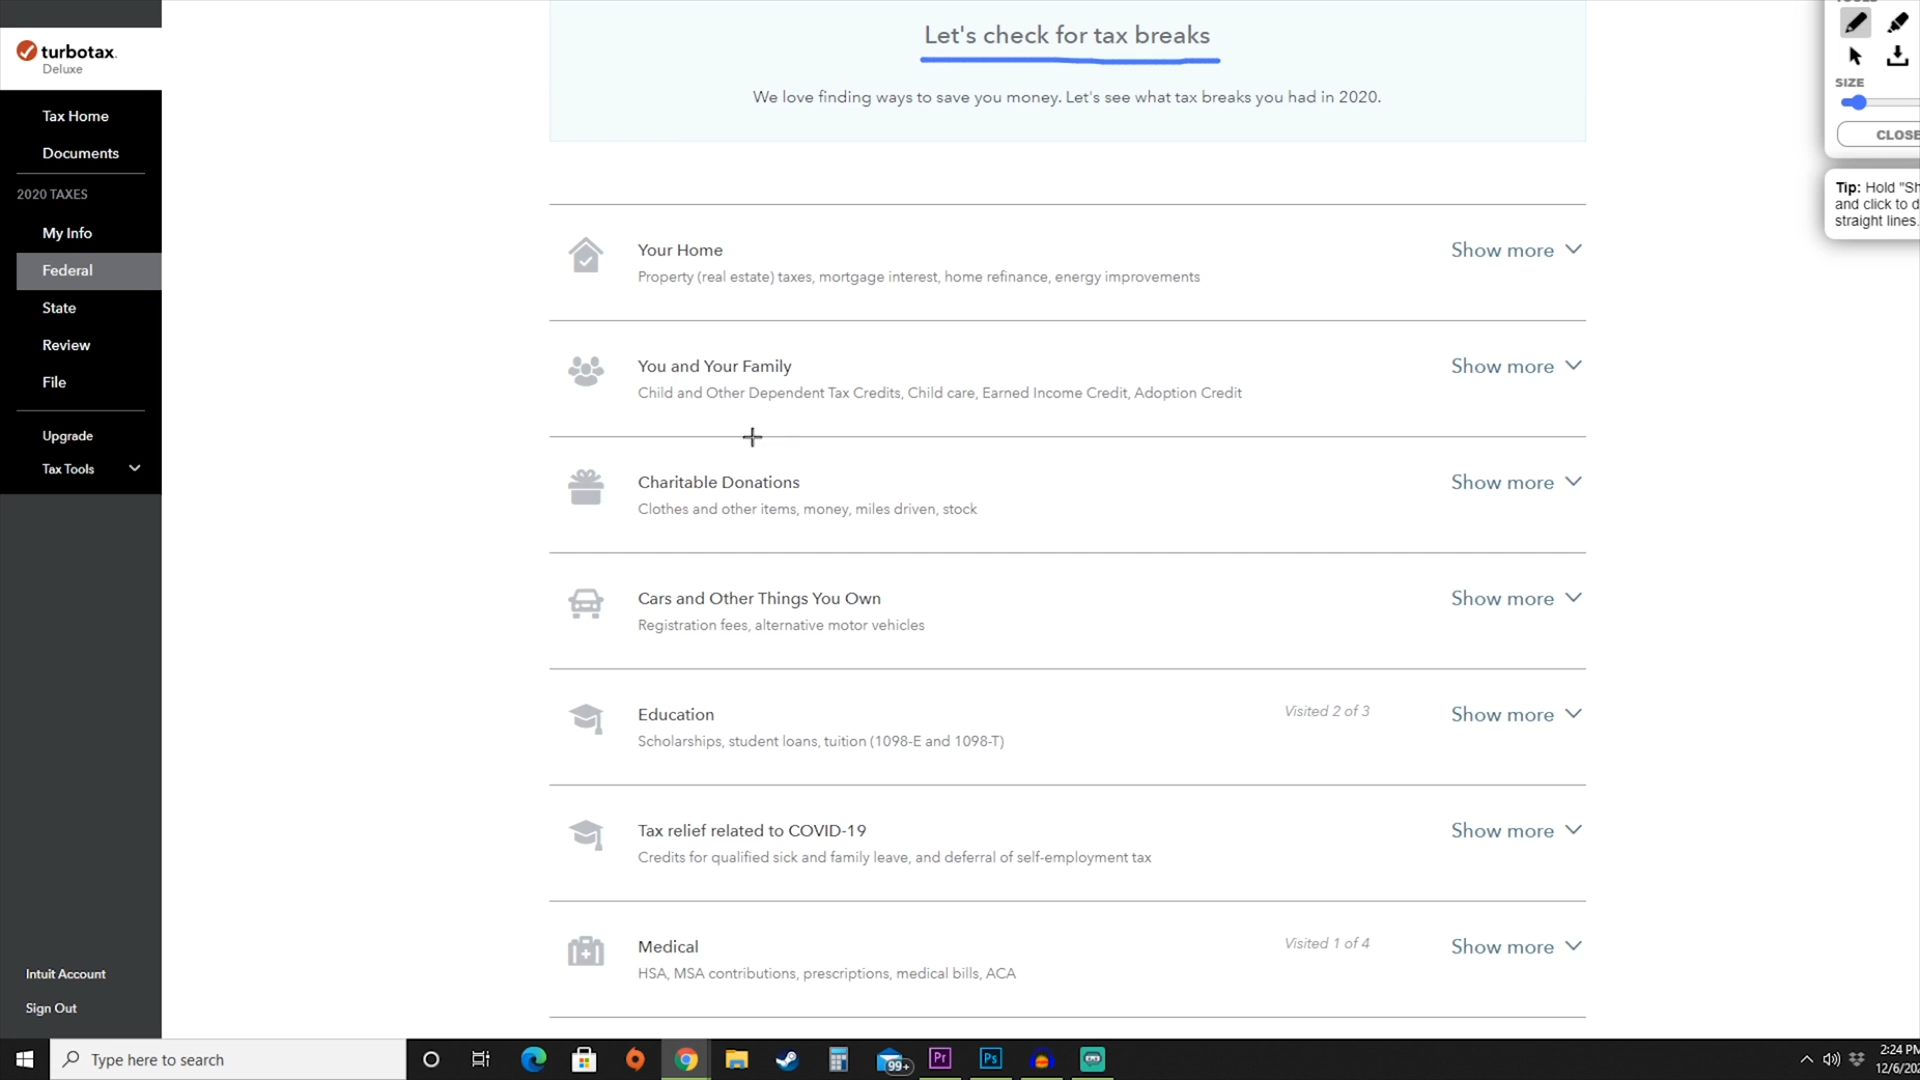 turbotax.
Deluxe
Tax Home
Documents
2020 TAXES
My Info
Federal
State
Review
File
Upgrade
Tax Tools
Intuit Account
Sign Out
Let's check for tax breaks
We love finding ways to save you money. Let's see what tax breaks you had in 2020.
Your Home
Property (real estate) taxes, mortgage interest, home refinance, energy improvements
Show more
You and Your Family
Child and Other Dependent Tax Credits, Child care, Earned Income Credit, Adoption Credit
Show more
Charitable Donations
Clothes and other items, money, miles driven, stock
Show more
Cars and Other Things You Own
Registration fees, alternative motor vehicles
Show more
Education
Scholarships, student loans, tuition (1098-E and 1098-T)
Visited 2 of 3
Show more
Tax relief related to COVID-19
Credits for qualified sick and family leave, and deferral of self-employment tax
Show more
Medical
HSA, MSA contributions, prescriptions, medical bills, ACA
Visited 1 of 4
Show more
SIZE
CLOSE
Tip: Hold "Sh
and click to d
straight lines.
Type here to search
99+
Pr
Ps
2:24 PM
12/6/202